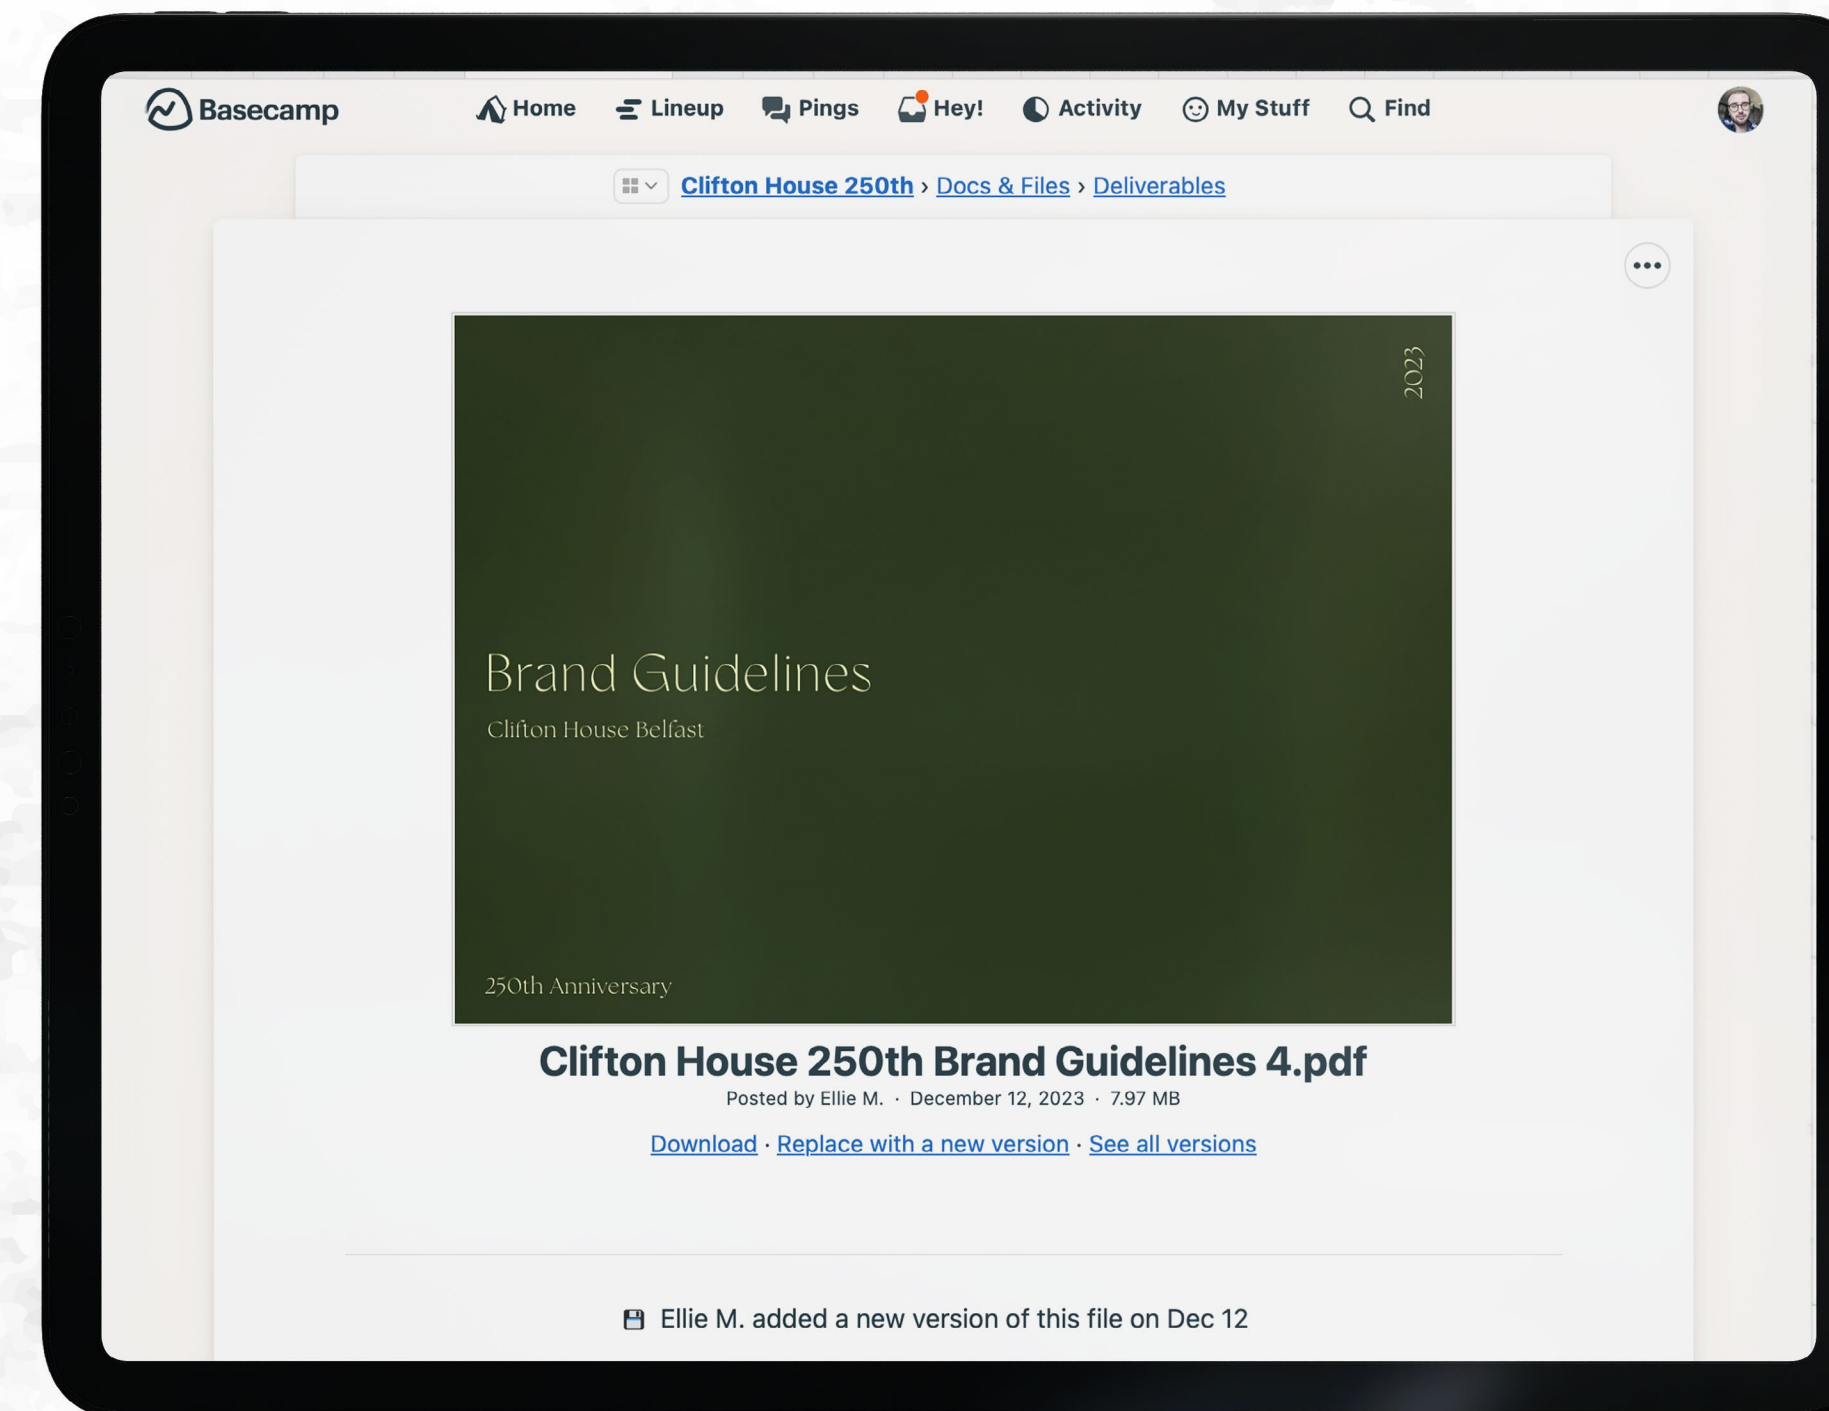 Basecamp Home Lineup Pings Hey! Activity My Stuff Find
Clifton House 250th › Docs & Files › Deliverables
2023
Brand Guidelines
Clifton House Belfast
250th Anniversary
Clifton House 250th Brand Guidelines 4.pdf
Posted by Ellie M. · December 12, 2023 · 7.97 MB
Download · Replace with a new version · See all versions
Ellie M. added a new version of this file on Dec 12